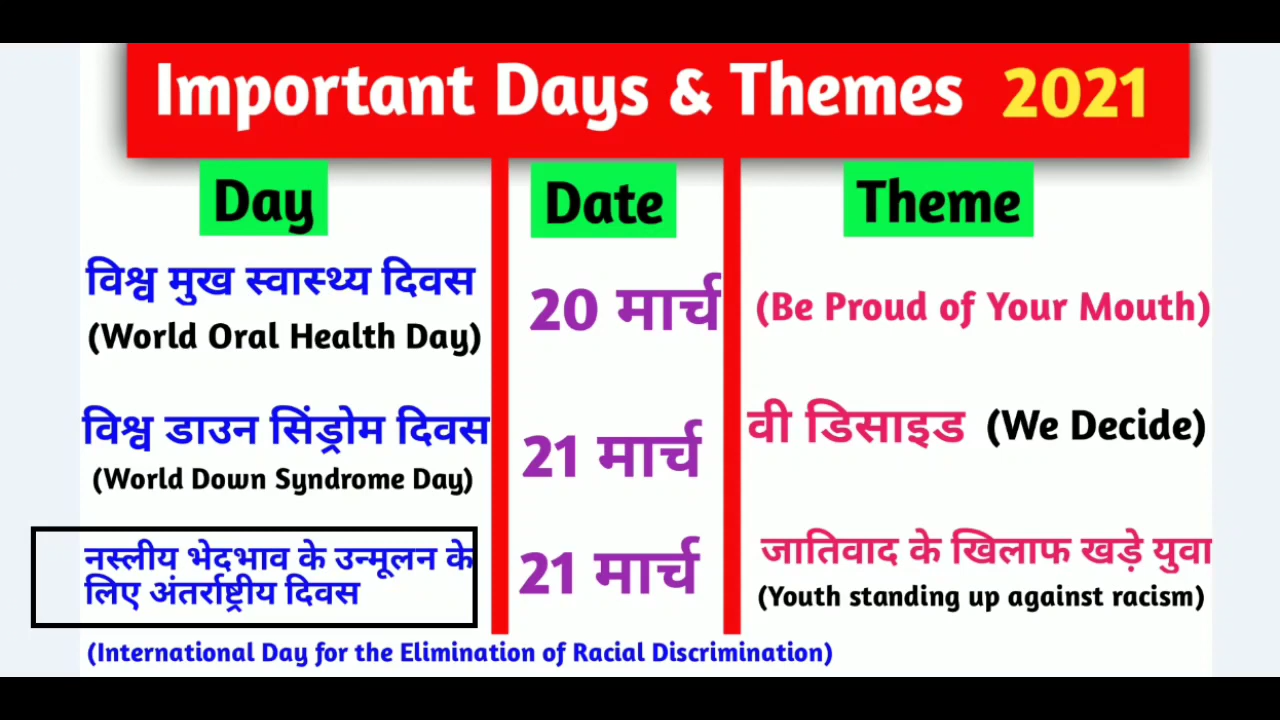 Important Days & Themes 2021
Day Date Theme
विश्व मुख स्वास्थ्य दिवस
(World Oral Health Day)
20 मार्च
(Be Proud of Your Mouth)
विश्व डाउन सिंड्रोम दिवस
(World Down Syndrome Day)
21 मार्च
वी डिसाइड (We Decide)
नस्लीय भेदभाव के उन्मूलन के
लिए अंतर्राष्ट्रीय दिवस
(International Day for the Elimination of Racial Discrimination)
21 मार्च
जातिवाद के खिलाफ खड़े युवा
(Youth standing up against racism)